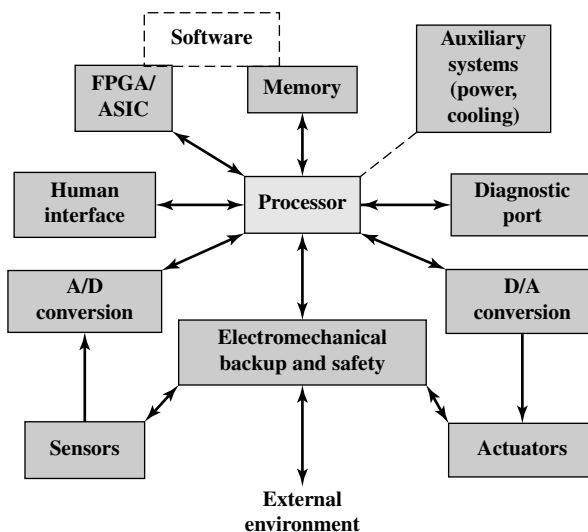 Software
Auxiliary
systems
(power,
cooling)
FPGA/
ASIC
Memory
Human
interface
Processor
Diagnostic
port
A/D
conversion
D/A
conversion
Electromechanical
backup and safety
Sensors
Actuators
External
environment